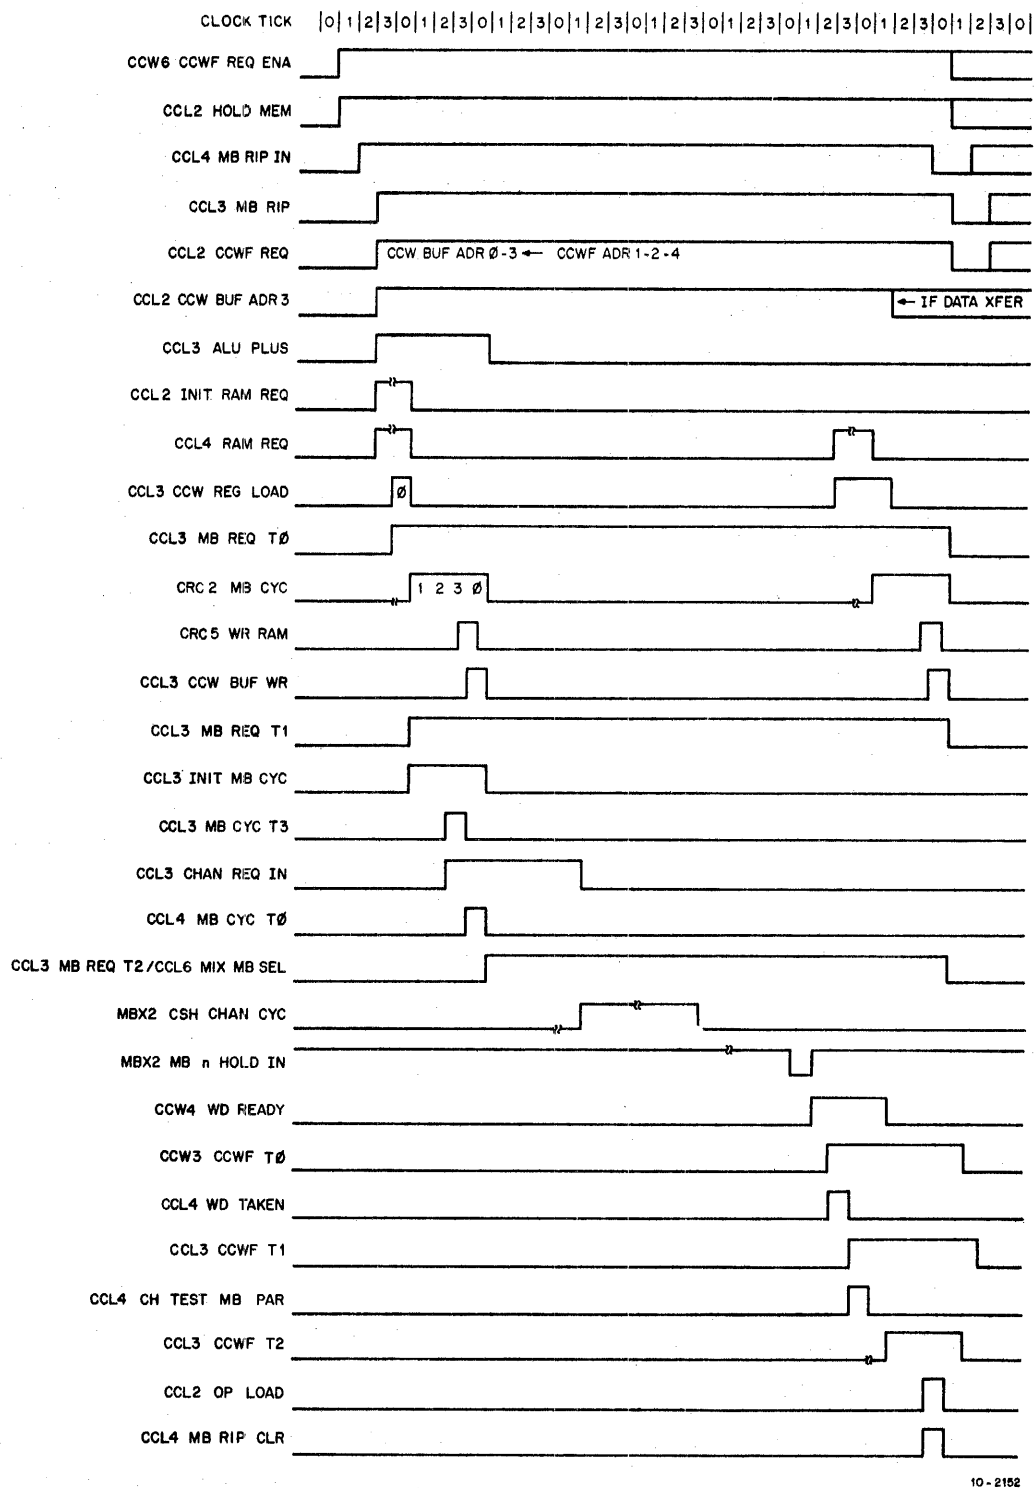 CLOCK TICK |0|1|2|3|0|1|2|3|0|1|2|3|0|1|2|3|0|1|2|3|0|1|2|3|0|1|2|3|0|1|2|3|0|1|2|3|0|
CCW6 CCWF REQ ENA
CCL2 HOLD MEM
CCL4 MB RIP IN
CCL3 MB RIP
CCL2 CCWF REQ CCW BUF ADR Ø-3 ← CCWF ADR 1-2-4
CCL2 CCW BUF ADR 3 ← IF DATA XFER
CCL3 ALU PLUS
CCL2 INIT RAM REQ
CCL4 RAM REQ
CCL3 CCW REG LOAD Ø
CCL3 MB REQ TØ
CRC2 MB CYC 1 2 3 Ø
CRC5 WR RAM
CCL3 CCW BUF WR
CCL3 MB REQ T1
CCL3 INIT MB CYC
CCL3 MB CYC T3
CCL3 CHAN REQ IN
CCL4 MB CYC TØ
CCL3 MB REQ T2/CCL6 MIX MB SEL
MBX2 CSH CHAN CYC
MBX2 MB n HOLD IN
CCW4 WD READY
CCW3 CCWF TØ
CCL4 WD TAKEN
CCL3 CCWF T1
CCL4 CH TEST MB PAR
CCL3 CCWF T2
CCL2 OP LOAD
CCL4 MB RIP CLR
10-2152